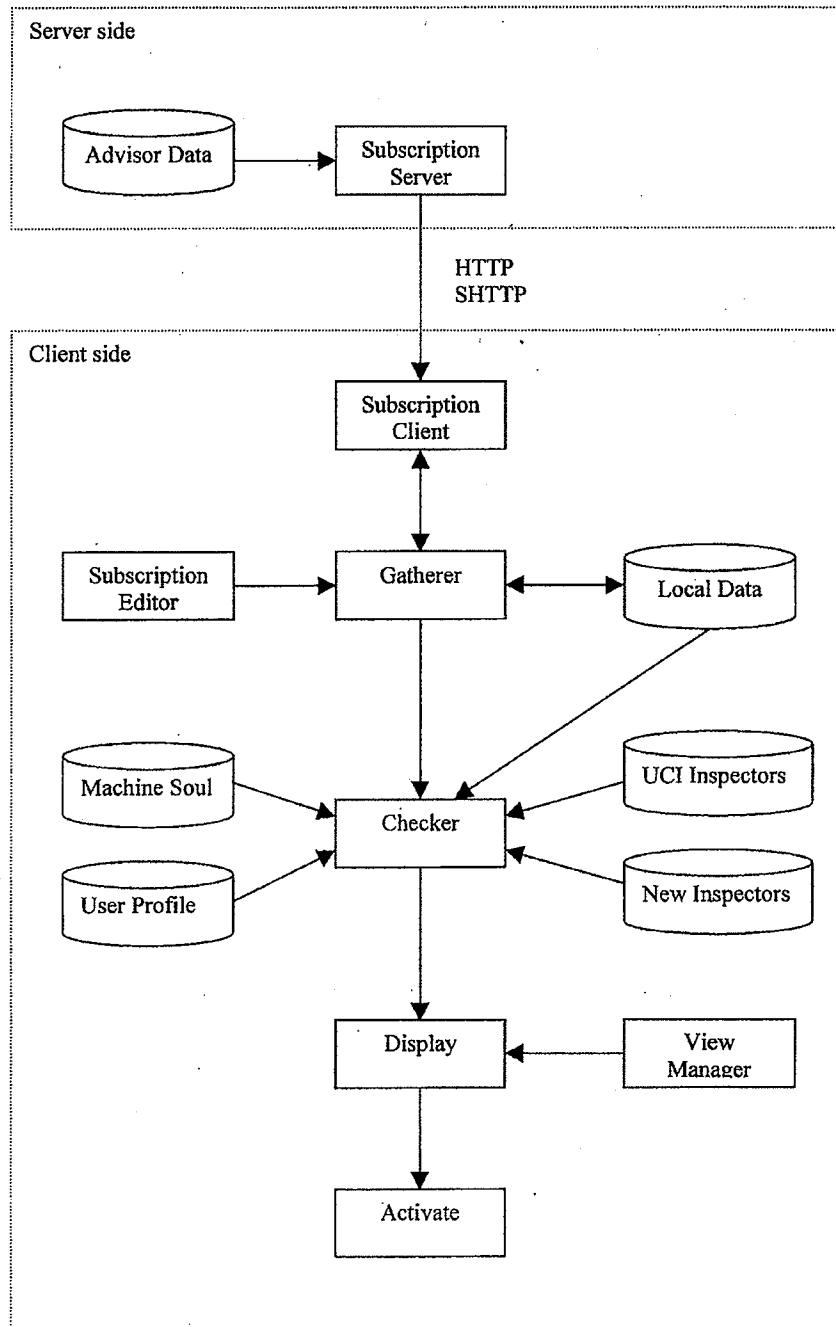 Server side
Advisor Data
Subscription
Server
HTTP
SHTTP
Client side
Subscription
Client
Subscription
Editor
Gatherer
Local Data
Machine Soul
UCI Inspectors
Checker
User Profile
New Inspectors
Display
View
Manager
Activate